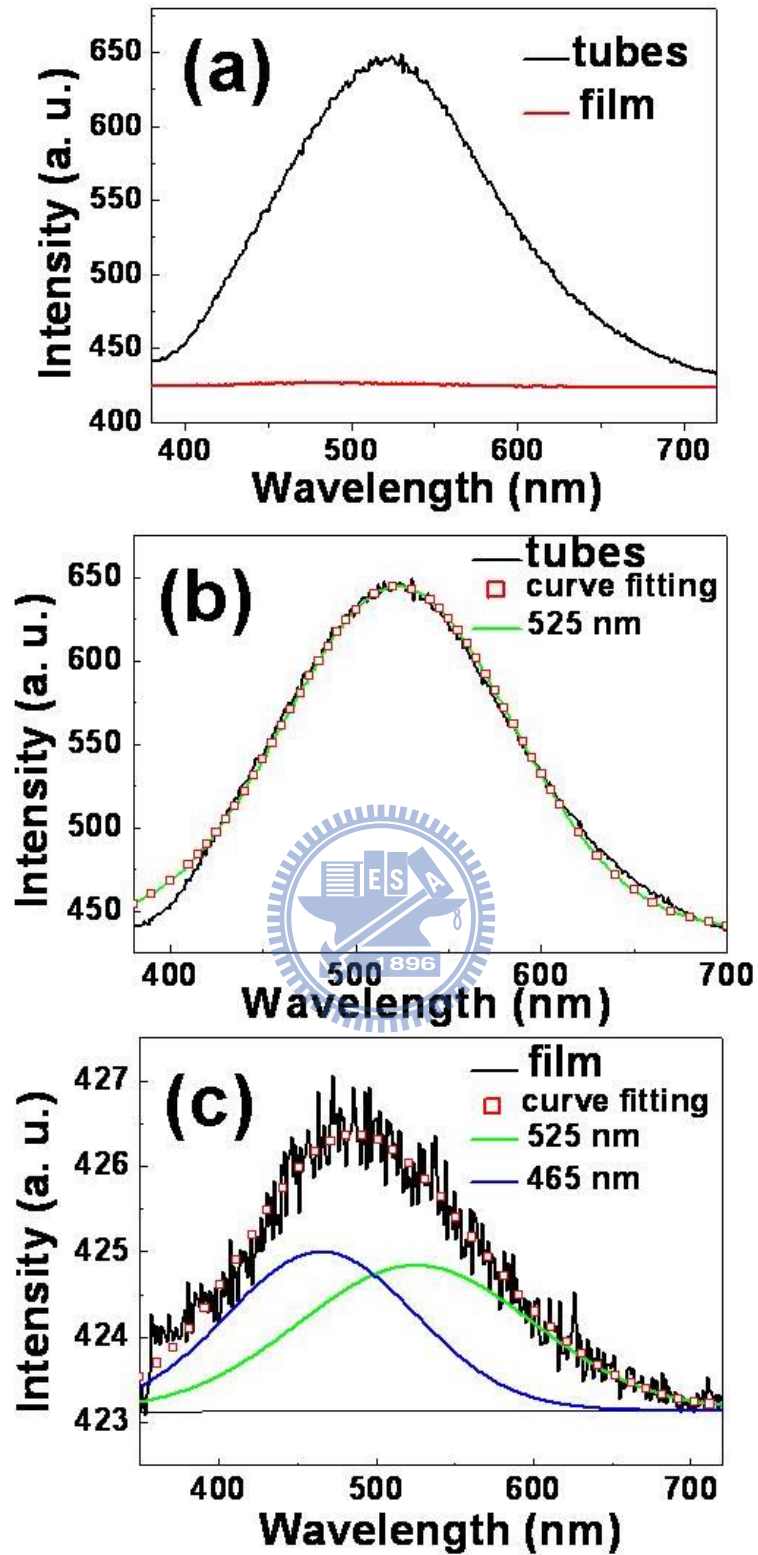 (a)
tubes
film
650
600
550
500
450
400
Intensity (a. u.)
400 500 600 700
Wavelength (nm)
(b)
tubes
curve fitting
525 nm
650
600
550
500
450
Intensity (a. u.)
E S A
1896
400 500 600 700
Wavelength (nm)
(c)
film
curve fitting
525 nm
465 nm
427
426
425
424
423
Intensity (a. u.)
400 500 600 700
Wavelength (nm)